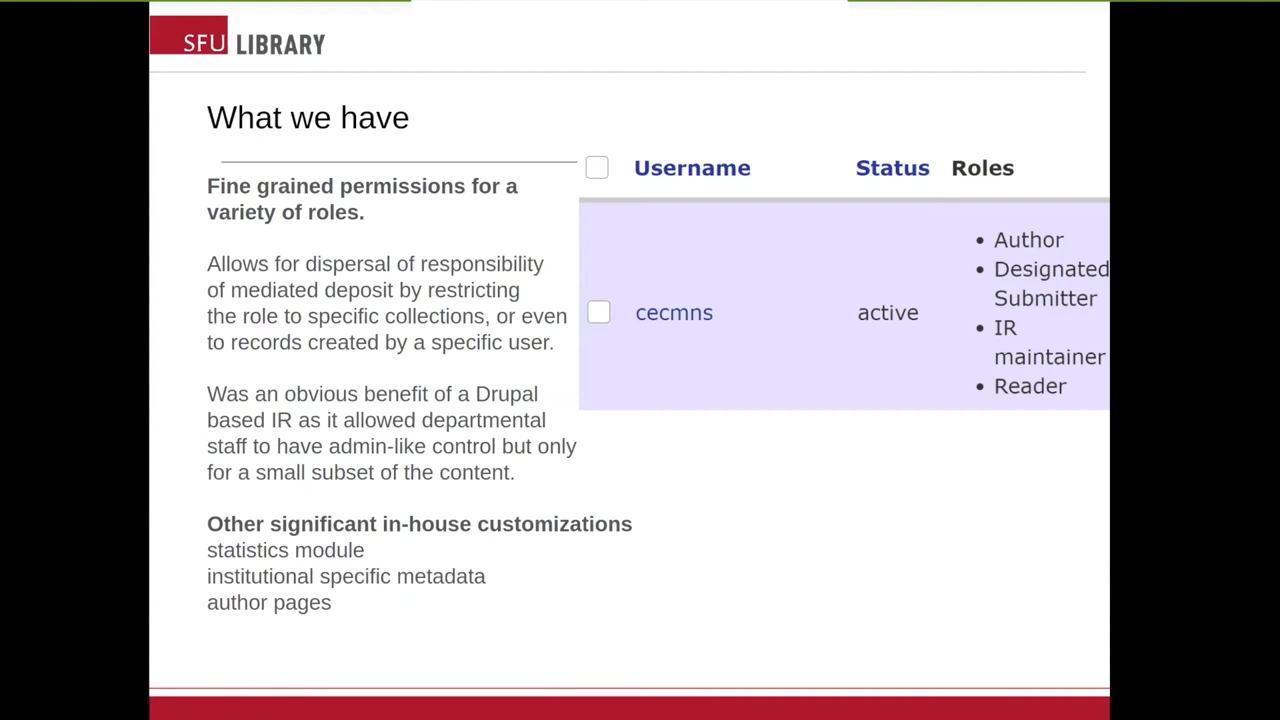 SFU LIBRARY
What we have
Fine grained permissions for a
variety of roles.
Allows for dispersal of responsibility
of mediated deposit by restricting
the role to specific collections, or even
to records created by a specific user.
Was an obvious benefit of a Drupal
based IR as it allowed departmental
staff to have admin-like control but only
for a small subset of the content.
Other significant in-house customizations
statistics module
institutional specific metadata
author pages
Username Status Roles
cecmns active
• Author
• Designated
Submitter
• IR
maintainer
• Reader